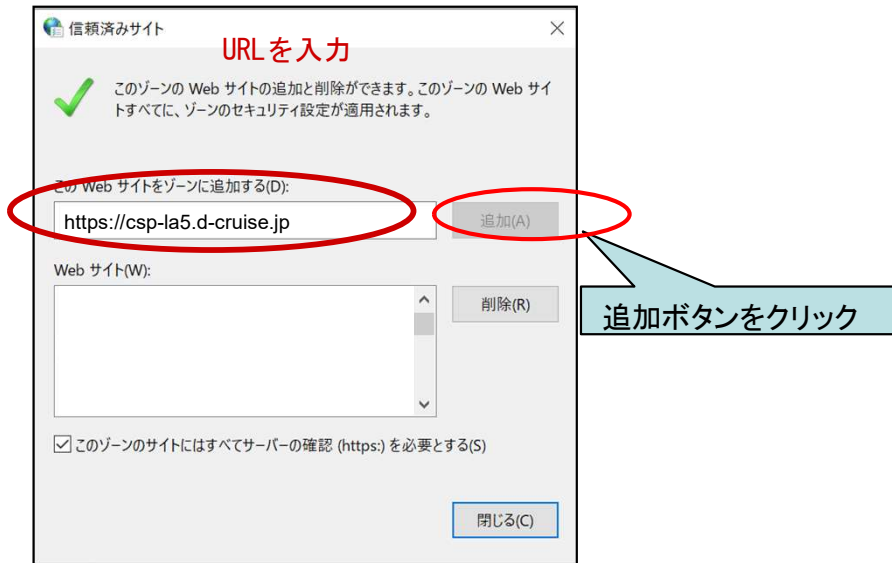 信頼済みサイト
URLを入力
このゾーンの Web サイトの追加と削除ができます。このゾーンの Web サイ
トすべてに、ゾーンのセキュリティ設定が適用されます。
この Web サイトをゾーンに追加する(D):
https://csp-la5.d-cruise.jp
追加(A)
Web サイト(W):
削除(R)
追加ボタンをクリック
このゾーンのサイトにはすべてサーバーの確認 (https:) を必要とする(S)
閉じる(C)